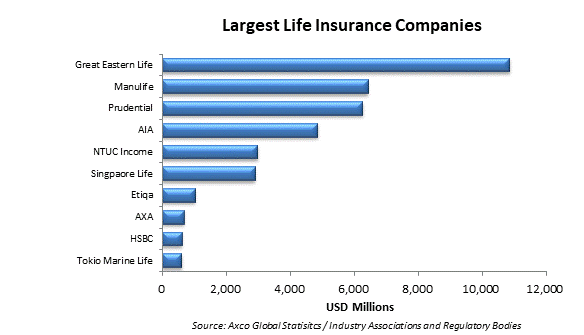 Largest Life Insurance Companies
Great Eastern Life
Manulife
Prudential
AIA
NTUC Income
Singpaore Life
Etiqa
AXA
HSBC
Tokio Marine Life
0 2,000 4,000 6,000 8,000 10,000 12,000
USD Millions
Source: Axco Global Statisitcs / Industry Associations and Regulatory Bodies